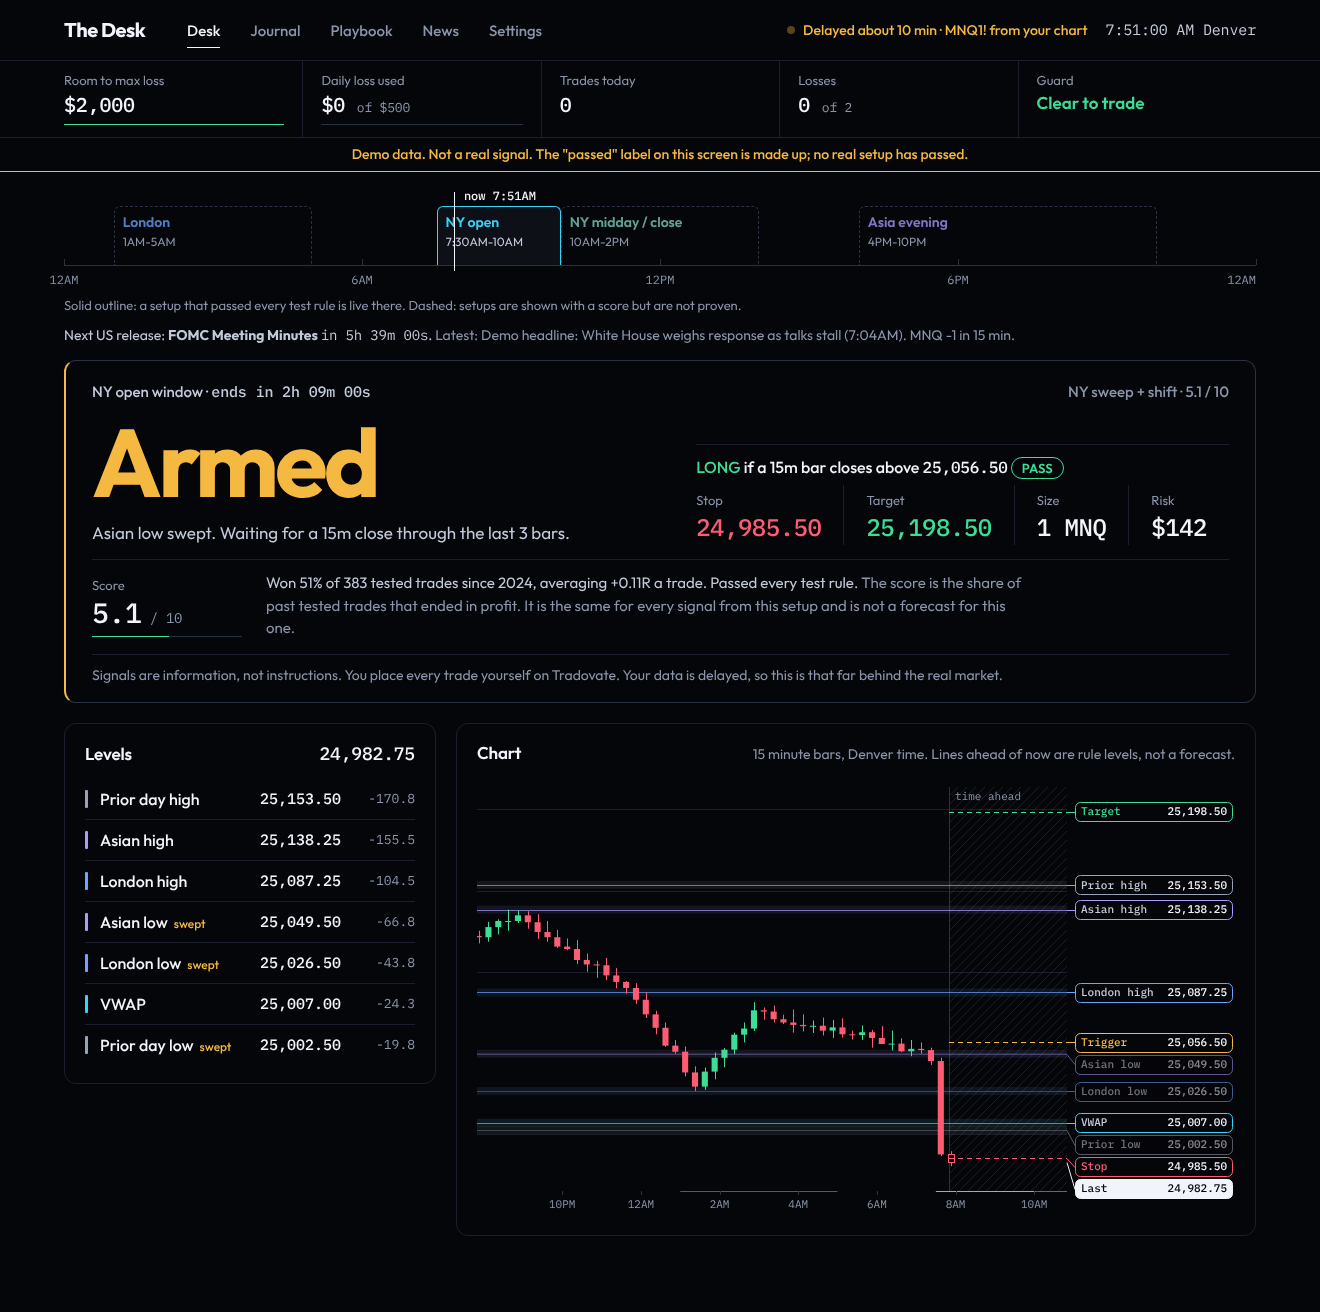 The Desk
Desk Journal Playbook News Settings
Delayed about 10 min · MNQ1! from your chart 7:51:00 AM Denver
Room to max loss
$2,000
Daily loss used
$0 of $500
Trades today
0
Losses
0 of 2
Guard
Clear to trade
Demo data. Not a real signal. The "passed" label on this screen is made up; no real setup has passed.
now 7:51AM
London
1AM-5AM
NY open
7:30AM-10AM
NY midday / close
10AM-2PM
Asia evening
4PM-10PM
12AM 6AM 12PM 6PM 12AM
Solid outline: a setup that passed every test rule is live there. Dashed: setups are shown with a score but are not proven.
Next US release: FOMC Meeting Minutes in 5h 39m 00s. Latest: Demo headline: White House weighs response as talks stall (7:04AM). MNQ -1 in 15 min.
NY open window · ends in 2h 09m 00s
NY sweep + shift · 5.1 / 10
Armed
Asian low swept. Waiting for a 15m close through the last 3 bars.
LONG if a 15m bar closes above 25,056.50 PASS
Stop
24,985.50
Target
25,198.50
Size
1 MNQ
Risk
$142
Score
5.1 / 10
Won 51% of 383 tested trades since 2024, averaging +0.11R a trade. Passed every test rule. The score is the share of
past tested trades that ended in profit. It is the same for every signal from this setup and is not a forecast for this
one.
Signals are information, not instructions. You place every trade yourself on Tradovate. Your data is delayed, so this is that far behind the real market.
Levels 24,982.75
Prior day high 25,153.50 -170.8
Asian high 25,138.25 -155.5
London high 25,087.25 -104.5
Asian low swept 25,049.50 -66.8
London low swept 25,026.50 -43.8
VWAP 25,007.00 -24.3
Prior day low swept 25,002.50 -19.8
Chart
15 minute bars, Denver time. Lines ahead of now are rule levels, not a forecast.
time ahead
Target 25,198.50
Prior high 25,153.50
Asian high 25,138.25
London high 25,087.25
Trigger 25,056.50
Asian low 25,049.50
London low 25,026.50
VWAP 25,007.00
Prior low 25,002.50
Stop 24,985.50
Last 24,982.75
10PM 12AM 2AM 4AM 6AM 8AM 10AM